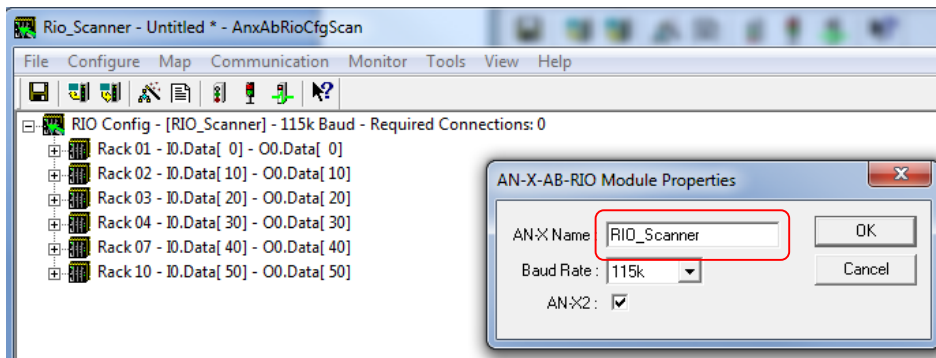 Rio_Scanner - Untitled * - AnxAbRioCfgScan
File Configure Map Communication Monitor Tools View Help
RIO Config - [RIO_Scanner] - 115k Baud - Required Connections: 0
Rack 01 - I0.Data[ 0] - O0.Data[ 0]
Rack 02 - I0.Data[ 10] - O0.Data[ 10]
Rack 03 - I0.Data[ 20] - O0.Data[ 20]
Rack 04 - I0.Data[ 30] - O0.Data[ 30]
Rack 07 - I0.Data[ 40] - O0.Data[ 40]
Rack 10 - I0.Data[ 50] - O0.Data[ 50]
AN-X-AB-RIO Module Properties
AN-X Name : RIO_Scanner
OK
Baud Rate : 115k
Cancel
AN-X2 :